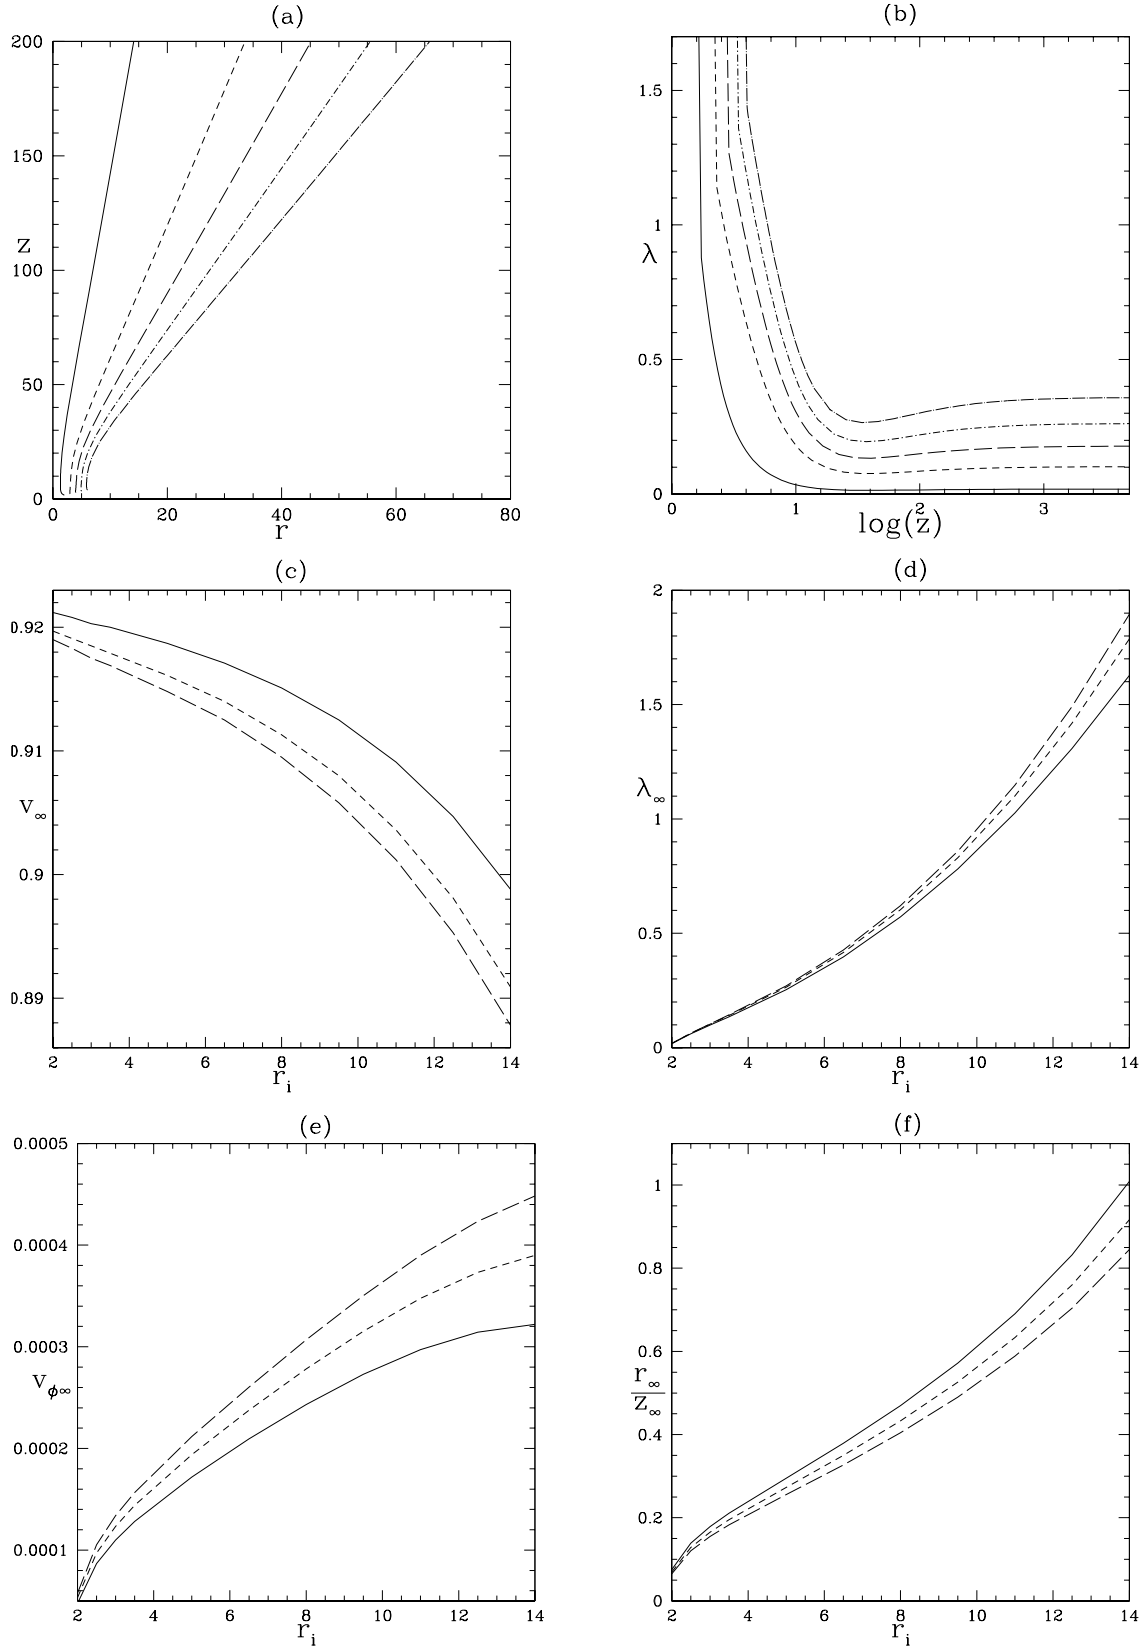 (a)
200
150
100
50
0
z
0 20 40 60 80
r
(b)
1.5
1
0.5
0
λ
0 1 2 3
log(z)
(c)
0.92
0.91
0.9
0.89
v∞
2 4 6 8 10 12 14
r_i
(d)
2
1.5
1
0.5
0
λ∞
2 4 6 8 10 12 14
r_i
(e)
0.0005
0.0004
0.0003
0.0002
0.0001
vϕ∞
2 4 6 8 10 12 14
r_i
(f)
1
0.8
0.6
0.4
0.2
0
r∞
z∞
2 4 6 8 10 12 14
r_i